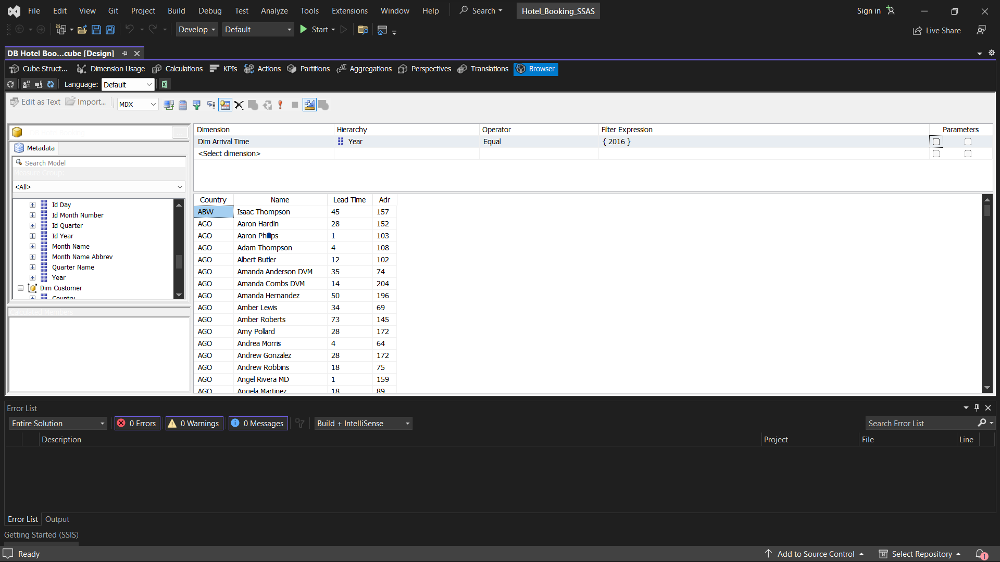 File Edit View Git Project Build Debug Test Analyze Tools Extensions Window Help Search Hotel_Booking_SSAS Sign in
Develop Default Start Live Share
DB Hotel Boo...cube [Design]
Cube Struct... Dimension Usage Calculations KPIs Actions Partitions Aggregations Perspectives Translations Browser
Language: Default
Edit as Text Import... MDX
Metadata
Search Model
Measure Group:
<All>
Id Day
Id Month Number
Id Quarter
Id Year
Month Name
Month Name Abbrev
Quarter Name
Year
Dim Customer
Country
Calculated Members
Dimension Hierarchy Operator Filter Expression Parameters
Dim Arrival Time Year Equal { 2016 }
<Select dimension>
Country Name Lead Time Adr
ABW Isaac Thompson 45 157
AGO Aaron Hardin 28 152
AGO Aaron Phillips 1 103
AGO Adam Thompson 4 108
AGO Albert Butler 12 102
AGO Amanda Anderson DVM 35 74
AGO Amanda Combs DVM 14 204
AGO Amanda Hernandez 50 196
AGO Amber Lewis 34 69
AGO Amber Roberts 73 145
AGO Amy Pollard 28 172
AGO Andrea Morris 4 64
AGO Andrew Gonzalez 28 172
AGO Andrew Robbins 18 75
AGO Angel Rivera MD 1 159
AGO Angela Martinez 18 89
Error List
Entire Solution 0 Errors 0 Warnings 0 Messages Build + IntelliSense Search Error List
Description Project File Line
Error List Output
Getting Started (SSIS)
Ready Add to Source Control Select Repository 1